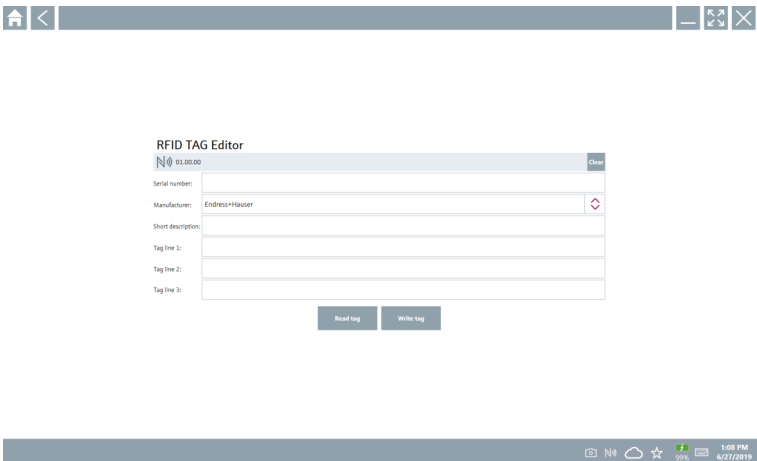 RFID TAG Editor
01.00.00 Clear
Serial number:
Manufacturer: Endress+Hauser
Short description:
Tag line 1:
Tag line 2:
Tag line 3:
Read tag Write tag
99% 1:08 PM
6/27/2019